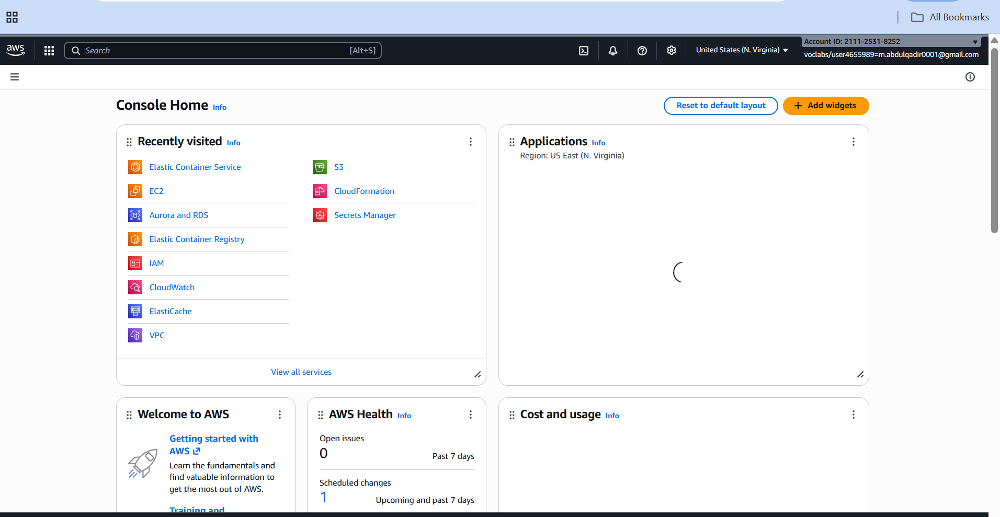 All Bookmarks
aws
Search [Alt+S]
United States (N. Virginia)
Account ID: 2111-2531-8252
voclabs/user4655989=m.abdulqadir0001@gmail.com
Console Home Info
Reset to default layout
Add widgets
Recently visited Info
Elastic Container Service
EC2
Aurora and RDS
Elastic Container Registry
IAM
CloudWatch
ElastiCache
VPC
S3
CloudFormation
Secrets Manager
View all services
Applications Info
Region: US East (N. Virginia)
Welcome to AWS
Getting started with
AWS
Learn the fundamentals and
find valuable information to
get the most out of AWS.
Training and
AWS Health Info
Open issues
0
Past 7 days
Scheduled changes
1
Upcoming and past 7 days
Cost and usage Info